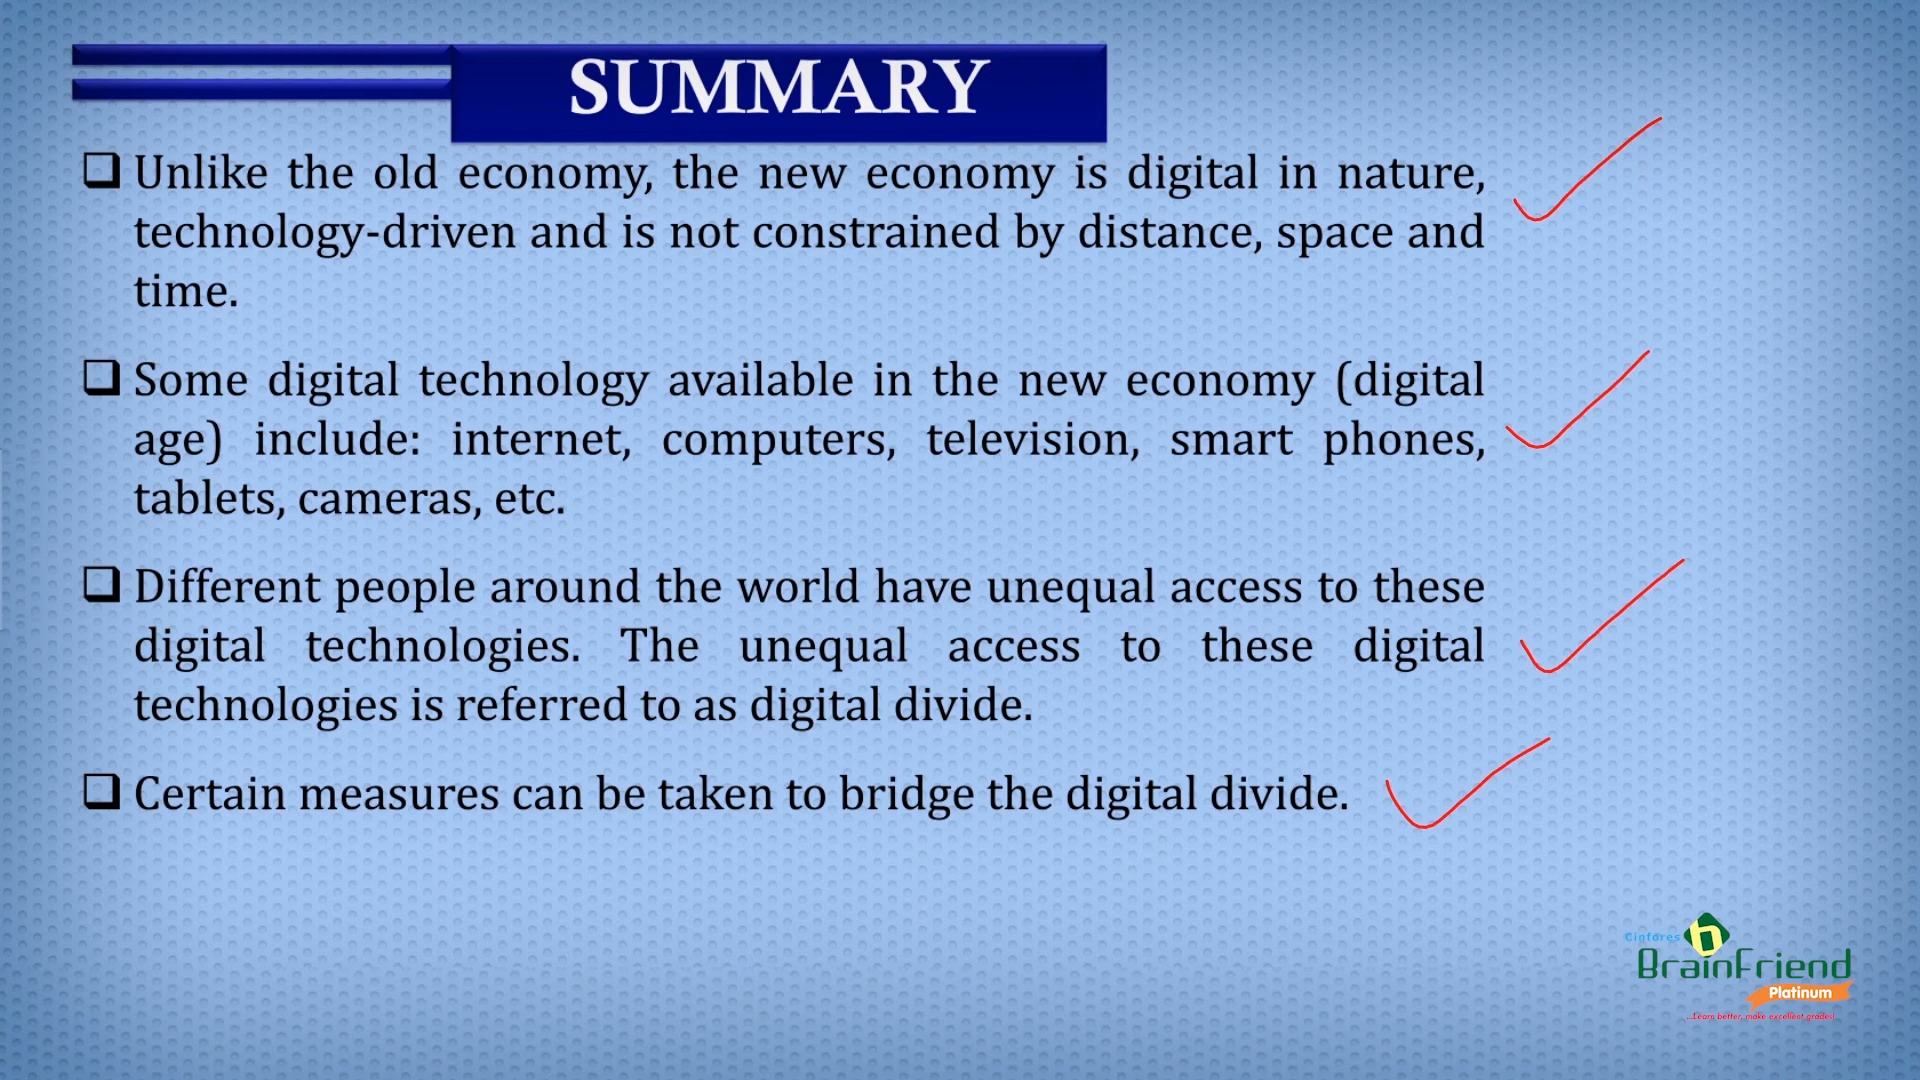 SUMMARY
Unlike the old economy, the new economy is digital in nature,
technology-driven and is not constrained by distance, space and
time.
Some digital technology available in the new economy (digital
age) include: internet, computers, television, smart phones,
tablets, cameras, etc.
Different people around the world have unequal access to these
digital technologies. The unequal access to these digital
technologies is referred to as digital divide.
Certain measures can be taken to bridge the digital divide.
Cinfores
BrainFriend
Platinum
...Learn better, make excellent grades!